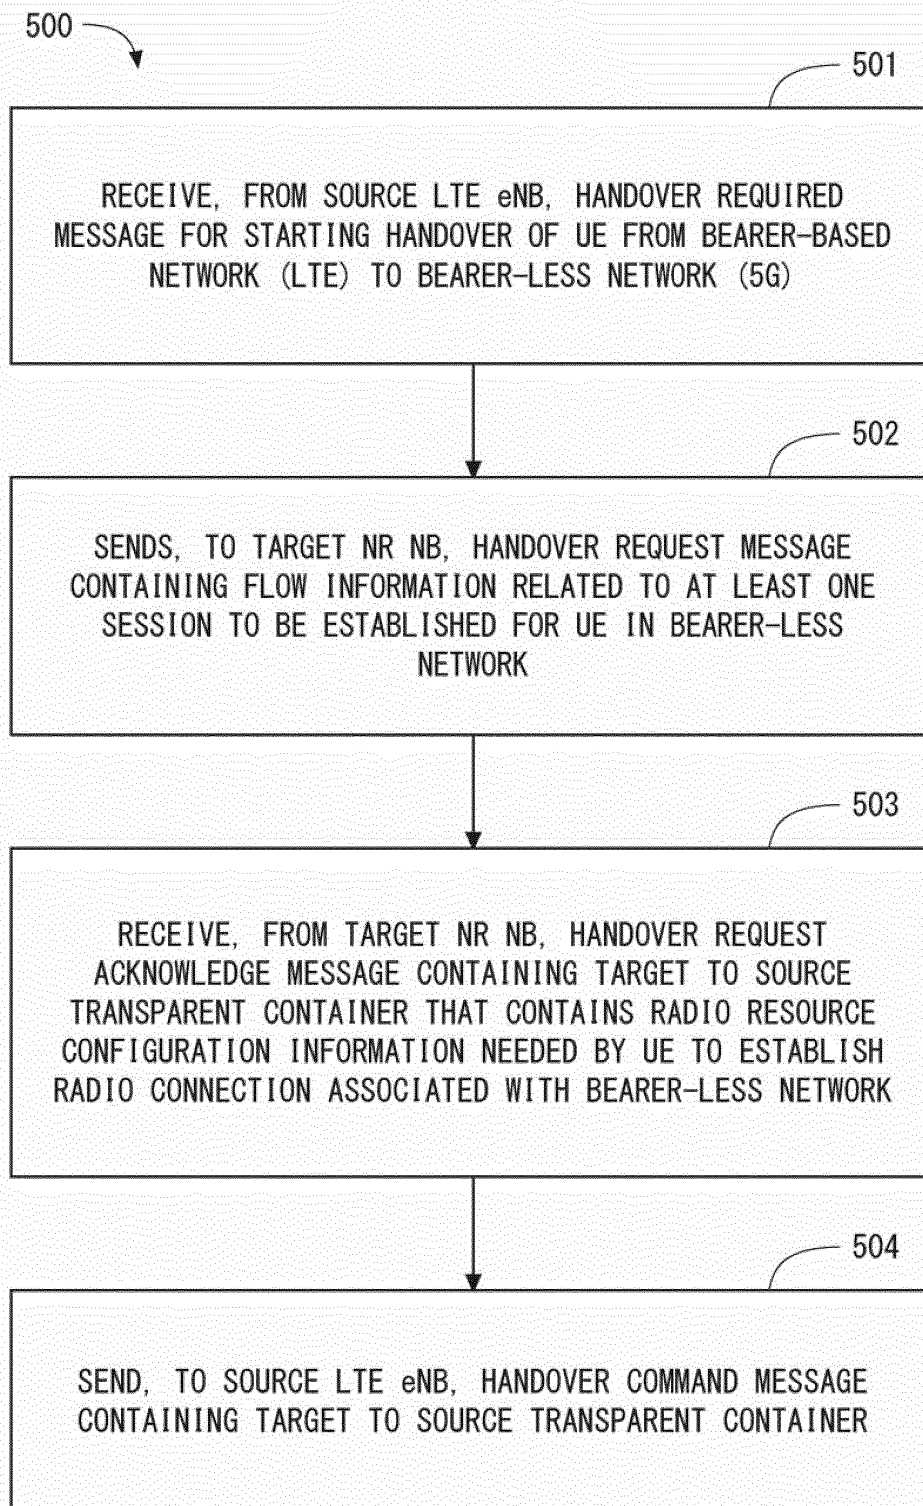 500
501
RECEIVE, FROM SOURCE LTE eNB, HANDOVER REQUIRED
MESSAGE FOR STARTING HANDOVER OF UE FROM BEARER-BASED
NETWORK (LTE) TO BEARER-LESS NETWORK (5G)
502
SENDS, TO TARGET NR NB, HANDOVER REQUEST MESSAGE
CONTAINING FLOW INFORMATION RELATED TO AT LEAST ONE
SESSION TO BE ESTABLISHED FOR UE IN BEARER-LESS
NETWORK
503
RECEIVE, FROM TARGET NR NB, HANDOVER REQUEST
ACKNOWLEDGE MESSAGE CONTAINING TARGET TO SOURCE
TRANSPARENT CONTAINER THAT CONTAINS RADIO RESOURCE
CONFIGURATION INFORMATION NEEDED BY UE TO ESTABLISH
RADIO CONNECTION ASSOCIATED WITH BEARER-LESS NETWORK
504
SEND, TO SOURCE LTE eNB, HANDOVER COMMAND MESSAGE
CONTAINING TARGET TO SOURCE TRANSPARENT CONTAINER